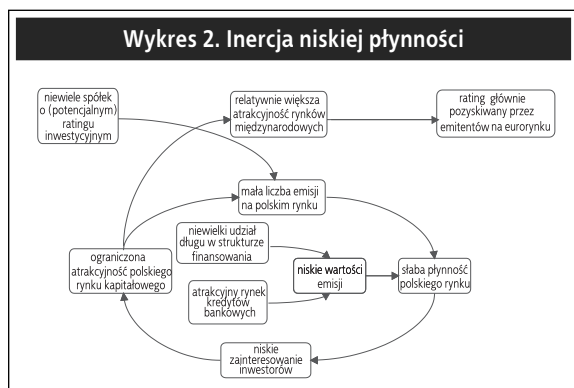 Wykres 2. Inercja niskiej płynności
niewiele spółek
o (potencjalnym)
ratingu
inwestycyjnym
relatywnie większa
atrakcyjność rynków
międzynarodowych
rating głównie
pozyskiwany przez
emitentów na eurorynku
mała liczba emisji
na polskim rynku
niewielki udział
długu w strukturze
finansowania
ograniczona
atrakcyjność polskiego
rynku kapitałowego
niskie wartości
emisji
słaba płynność
polskiego rynku
atrakcyjny rynek
kredytów
bankowych
niskie
zainteresowanie
inwestorów